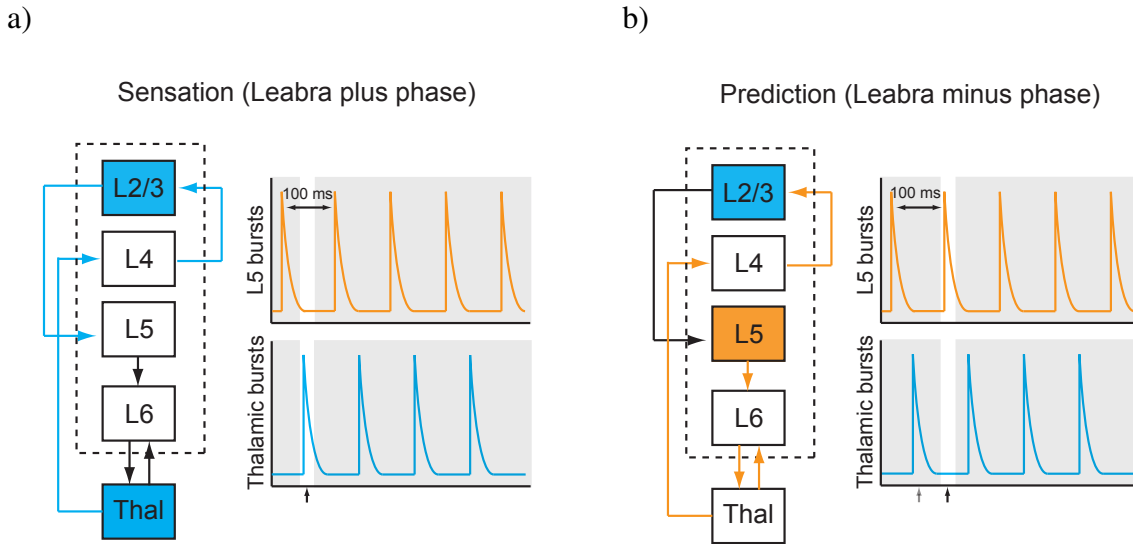 a)
Sensation (Leabra plus phase)
L2/3
L4
L5
L6
Thal
L5 bursts
100 ms
Thalamic bursts
b)
Prediction (Leabra minus phase)
L2/3
L4
L5
L6
Thal
L5 bursts
100 ms
Thalamic bursts